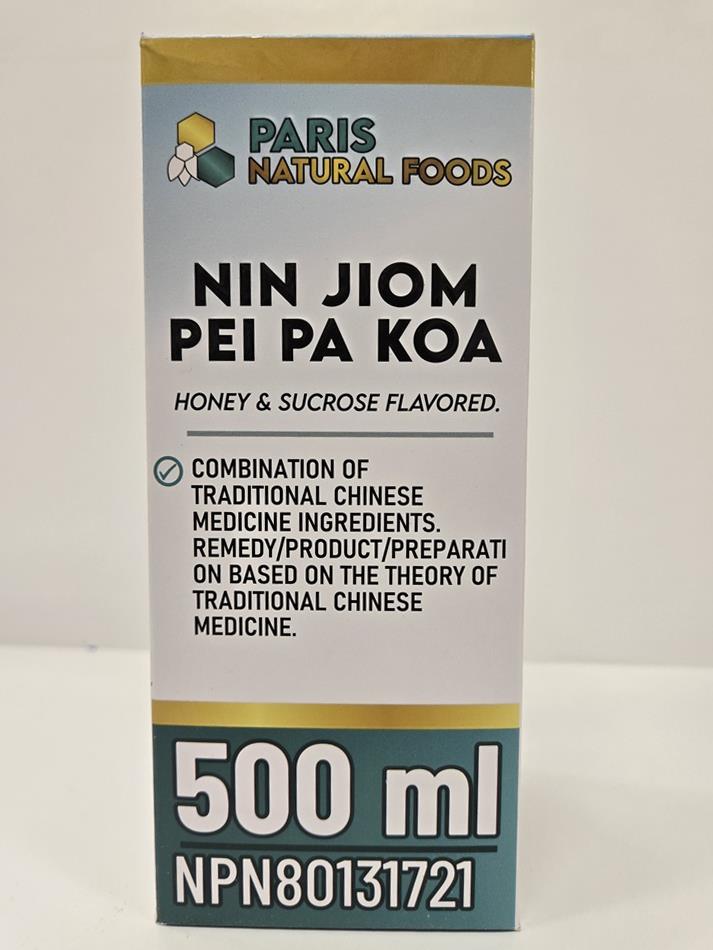 PARIS
NATURAL FOODS
NIN JIOM
PEI PA KOA
HONEY & SUCROSE FLAVORED.
COMBINATION OF
TRADITIONAL CHINESE
MEDICINE INGREDIENTS.
REMEDY/PRODUCT/PREPARATI
ON BASED ON THE THEORY OF
TRADITIONAL CHINESE
MEDICINE.
500 ml
NPN80131721